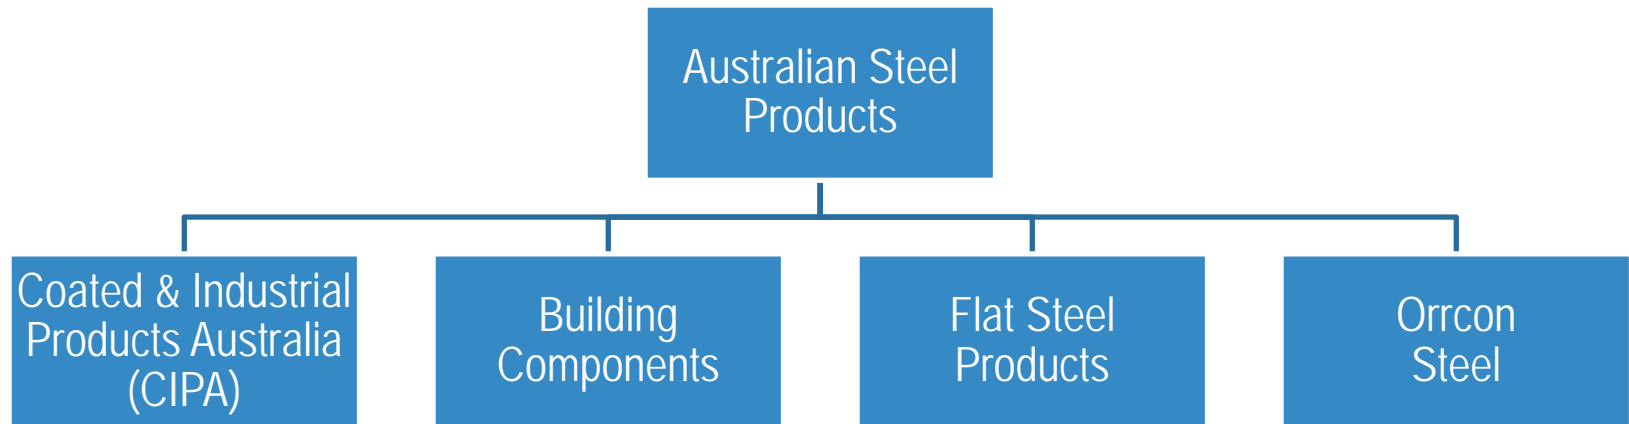 Australian Steel
Products
Coated & Industrial
Products Australia
(CIPA)
Building
Components
Flat Steel
Products
Orrcon
Steel